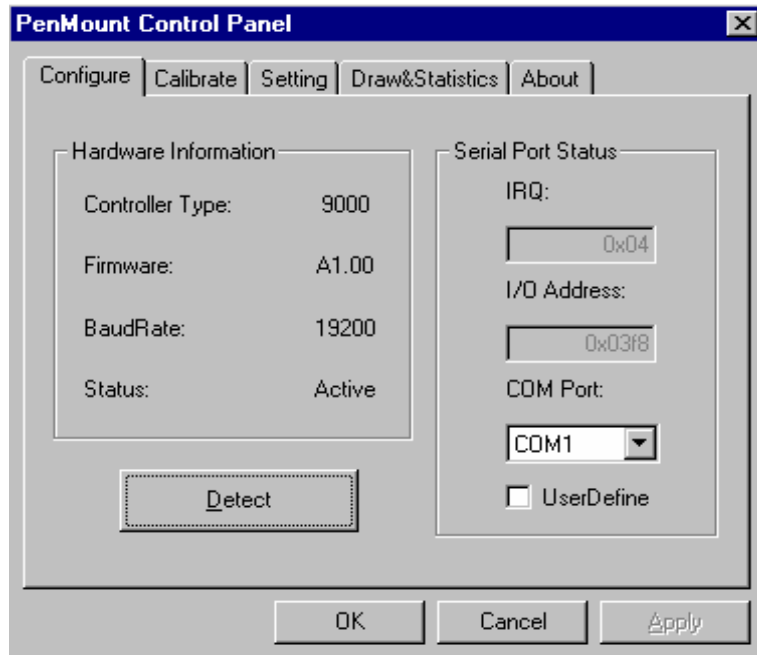 PenMount Control Panel
Configure Calibrate Setting Draw&Statistics About
Hardware Information
Controller Type: 9000
Firmware: A1.00
BaudRate: 19200
Status: Active
Detect
Serial Port Status
IRQ:
0x04
I/O Address:
0x03f8
COM Port:
COM1
UserDefine
OK Cancel Apply